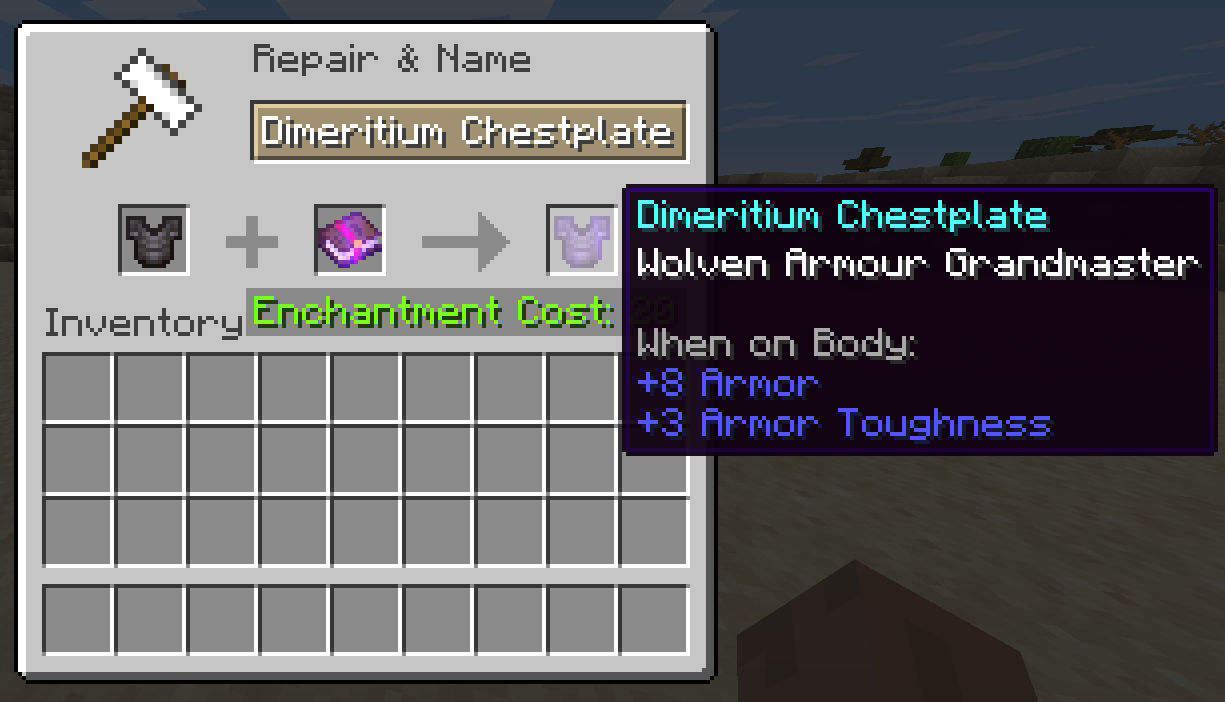 Repair & Name
Dimeritium Chestplate
Dimeritium Chestplate
Wolven Armour Grandmaster
Enchantment Cost: 20
Inventory
When on Body:
+8 Armor
+3 Armor Toughness